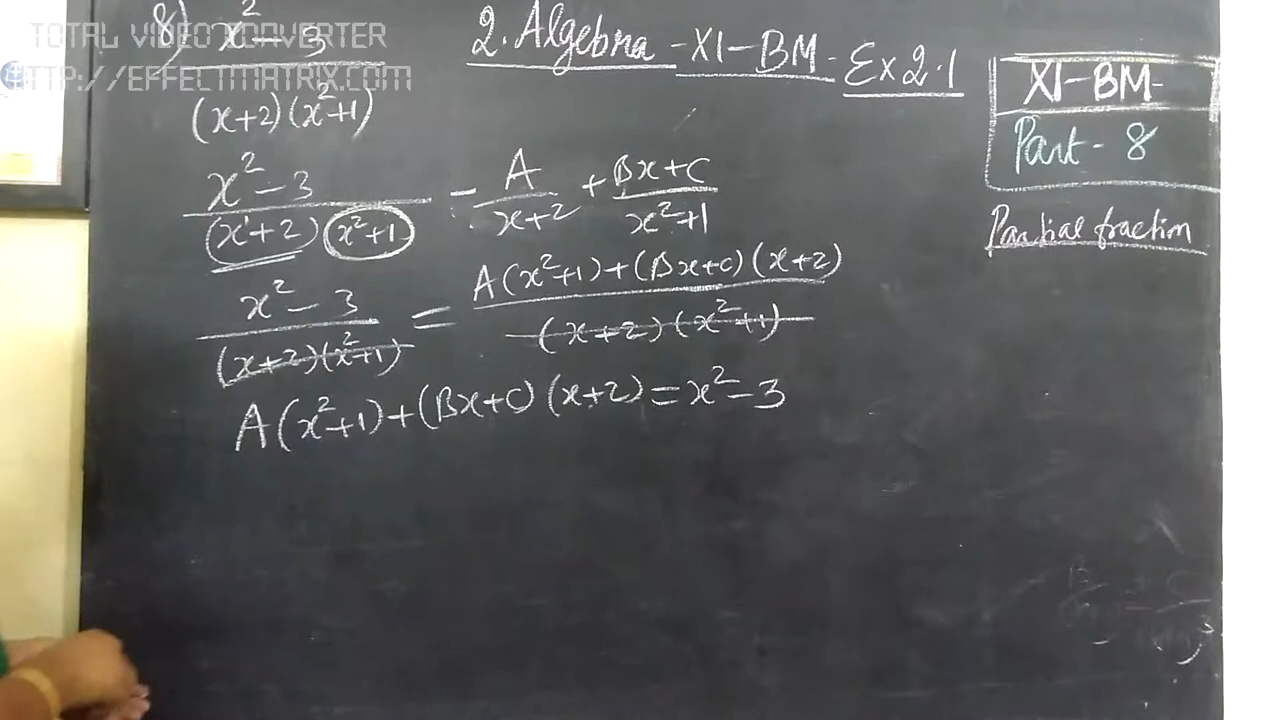 TOTAL VIDEO CONVERTER
HTTP://EFFECTMATRIX.COM
8) x² - 3
(x+2)(x²+1)
2. Algebra - XI - BM - Ex 2.1
XI - BM -
Part - 8
Partial fraction
x² - 3 / (x+2)(x²+1) = A / x+2 + Bx+C / x²+1
x² - 3 / (x+2)(x²+1) = A(x²+1)+(Bx+C)(x+2) / (x+2)(x²+1)
A(x²+1)+(Bx+C)(x+2) = x² - 3